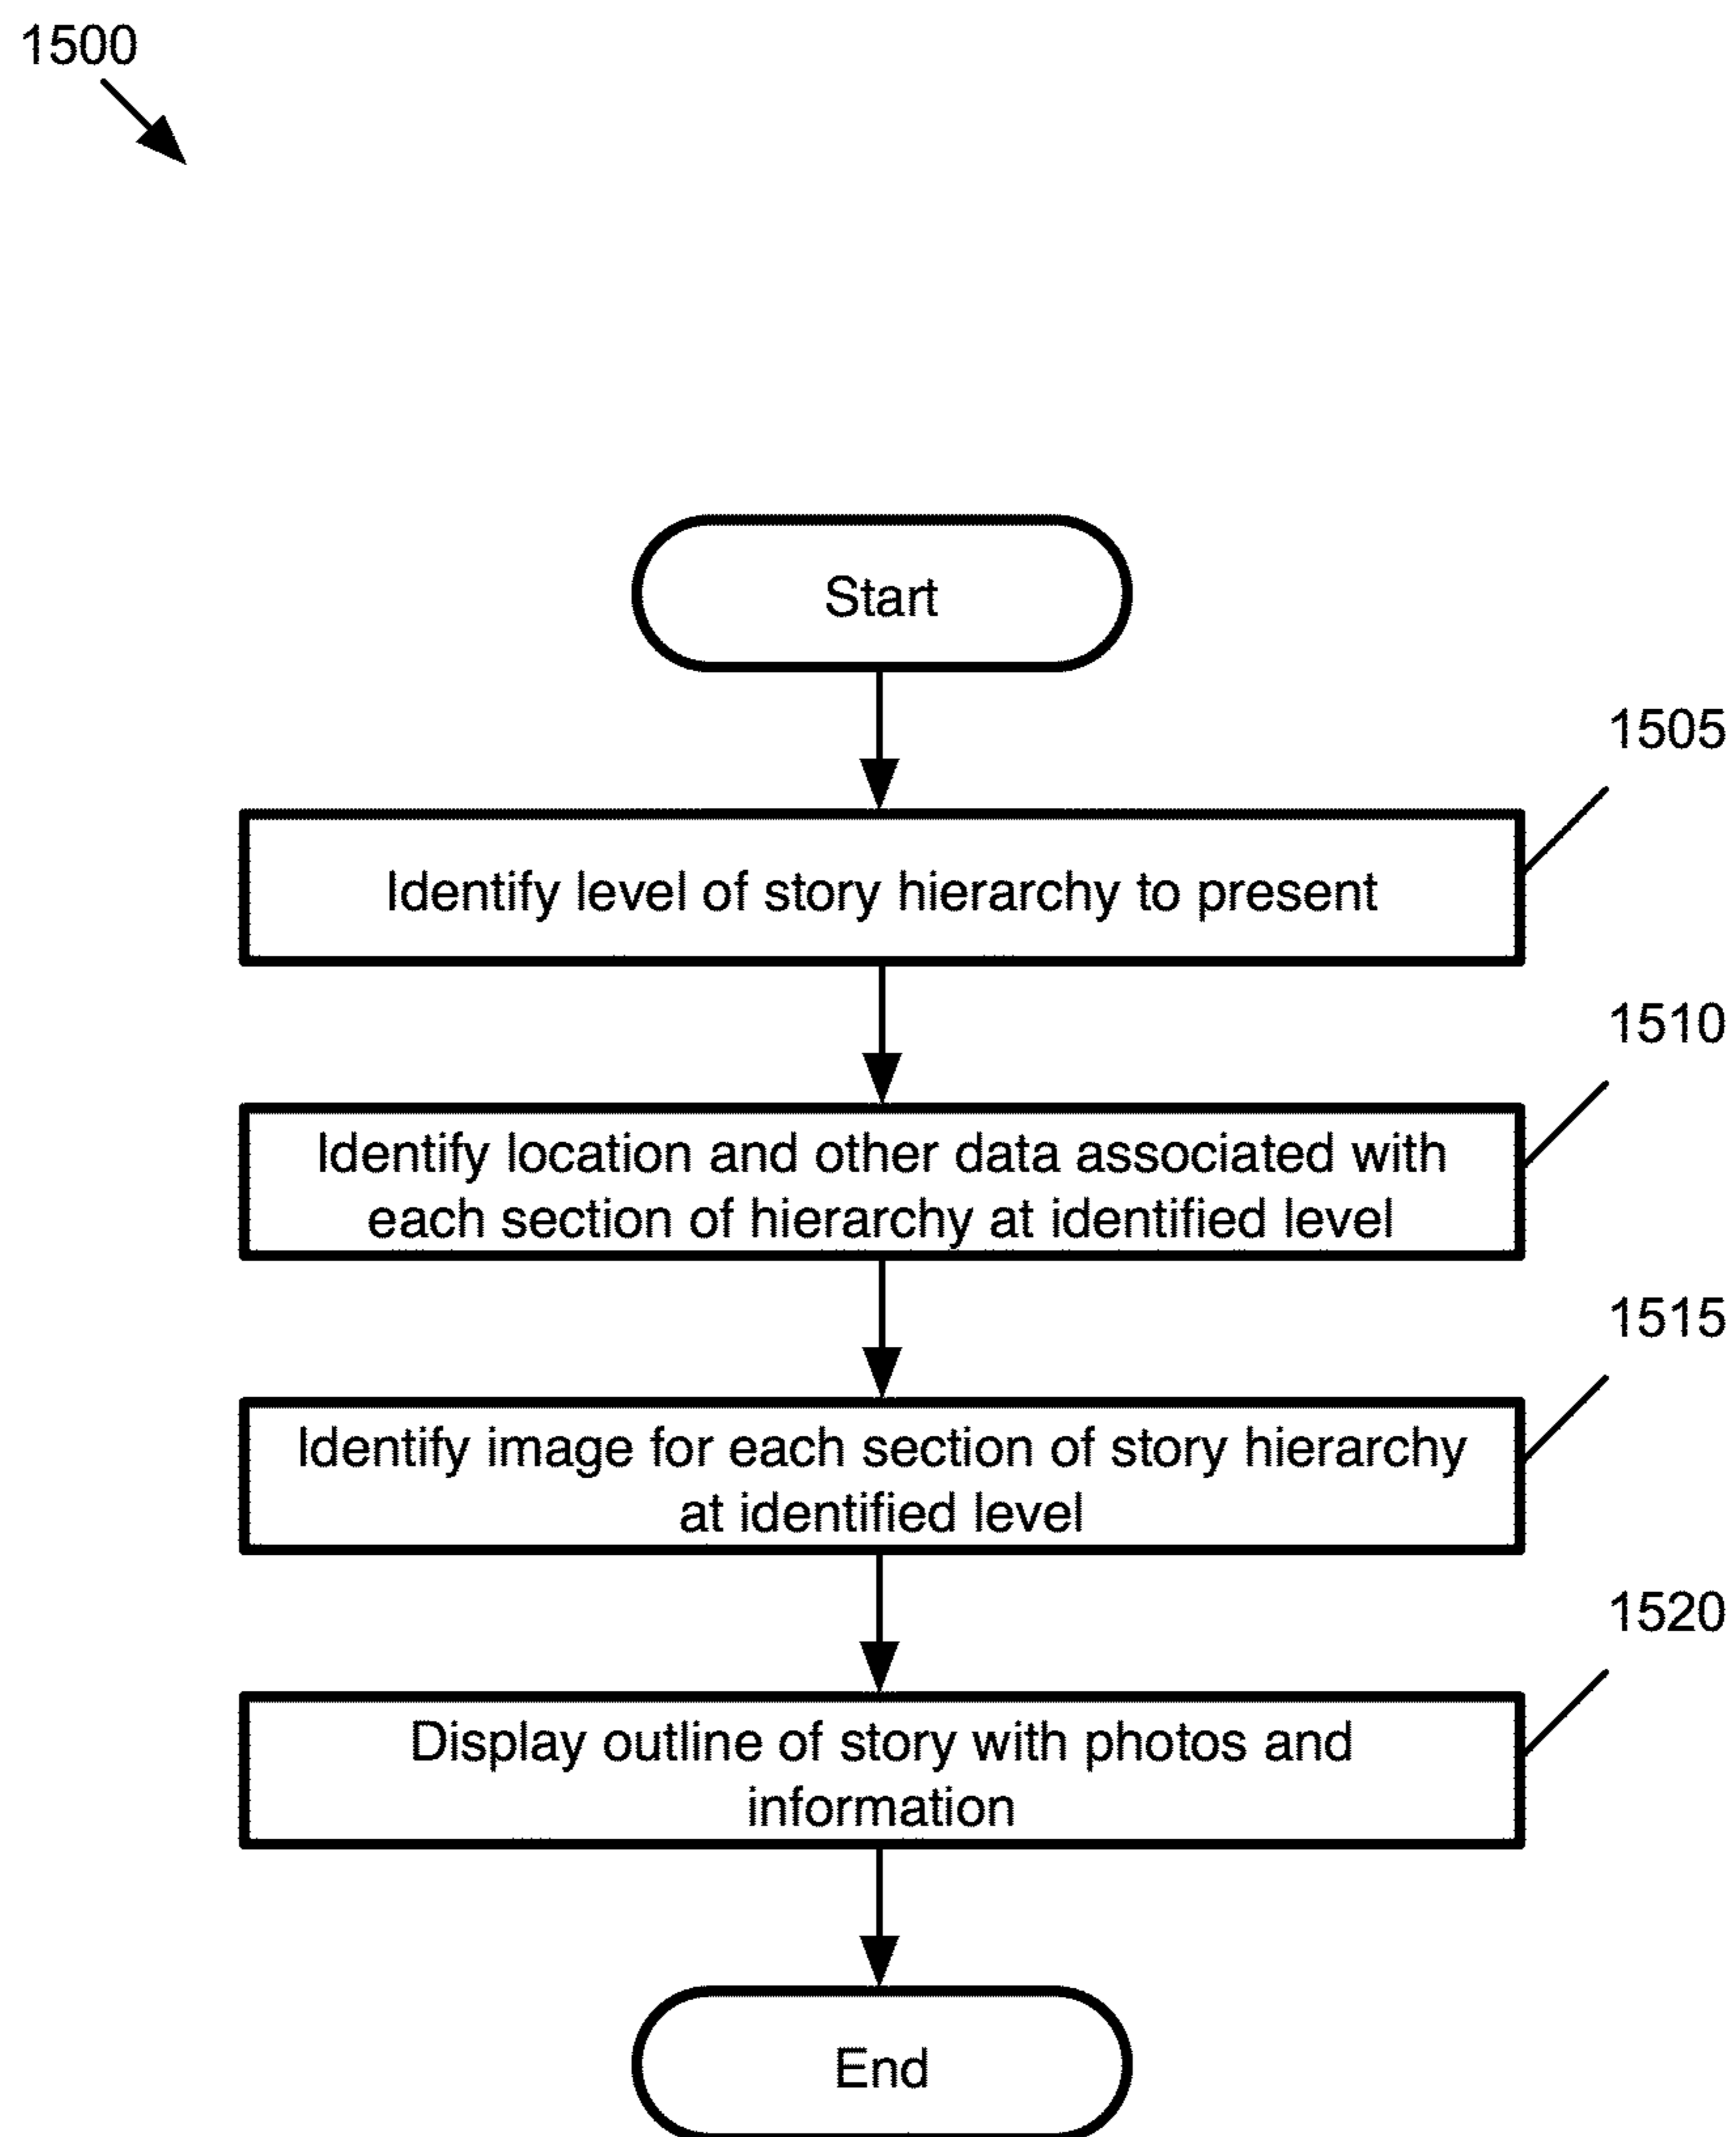 1500
Start
1505
Identify level of story hierarchy to present
1510
Identify location and other data associated with
each section of hierarchy at identified level
1515
Identify image for each section of story hierarchy
at identified level
1520
Display outline of story with photos and
information
End